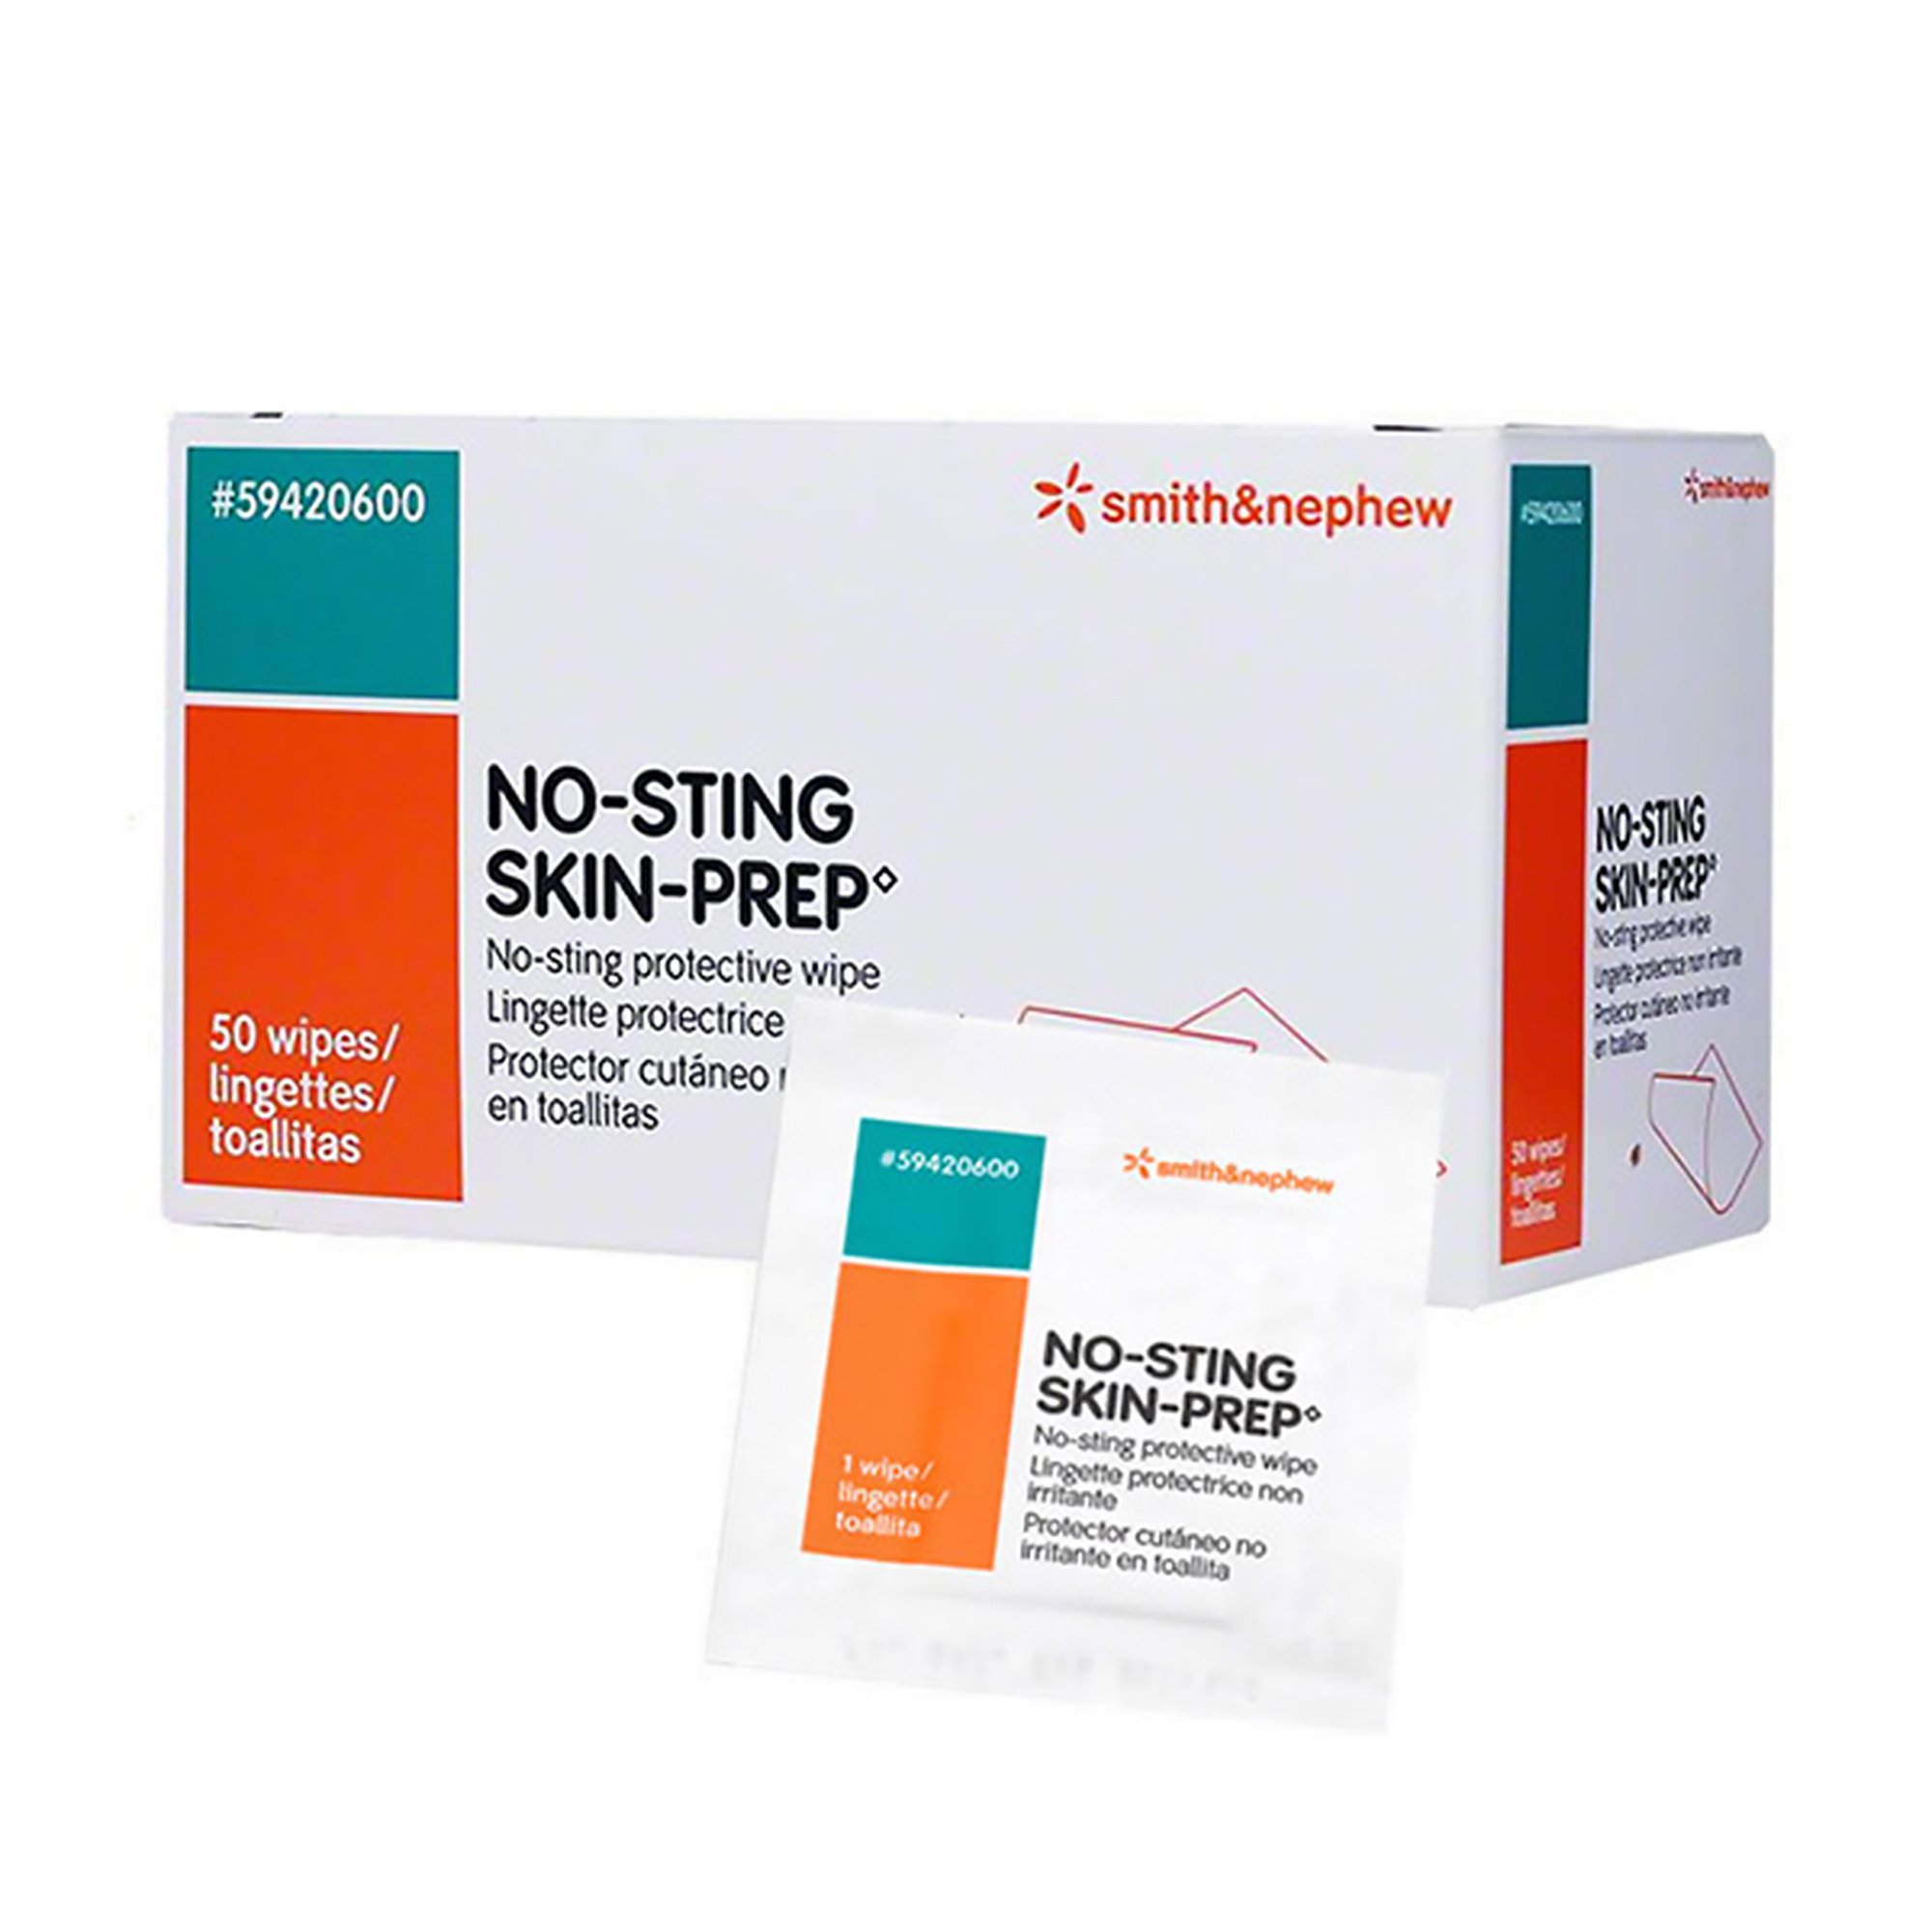 #59420600
smith&nephew
NO-STING
SKIN-PREP◇
No-sting protective wipe
Lingette protectrice
Protector cutáneo
en toallitas
50 wipes/
lingettes/
toallitas
#59420600
smith&nephew
NO-STING
SKIN-PREP◇
No-sting protective wipe
Lingette protectrice non irritante
Protector cutáneo no irritante
en toallitas
50 wipes/
lingettes/
toallitas
#59420600
smith&nephew
NO-STING
SKIN-PREP◇
No-sting protective wipe
Lingette protectrice non
irritante
Protector cutáneo no
irritante en toallita
1 wipe/
lingette/
toallita